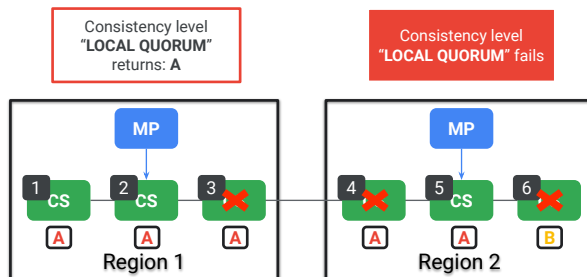 Consistency level
“LOCAL QUORUM”
returns: A
Consistency level
“LOCAL QUORUM” fails
MP
MP
1
CS
2
CS
3
4
5
CS
6
A
A
A
A
A
B
Region 1
Region 2